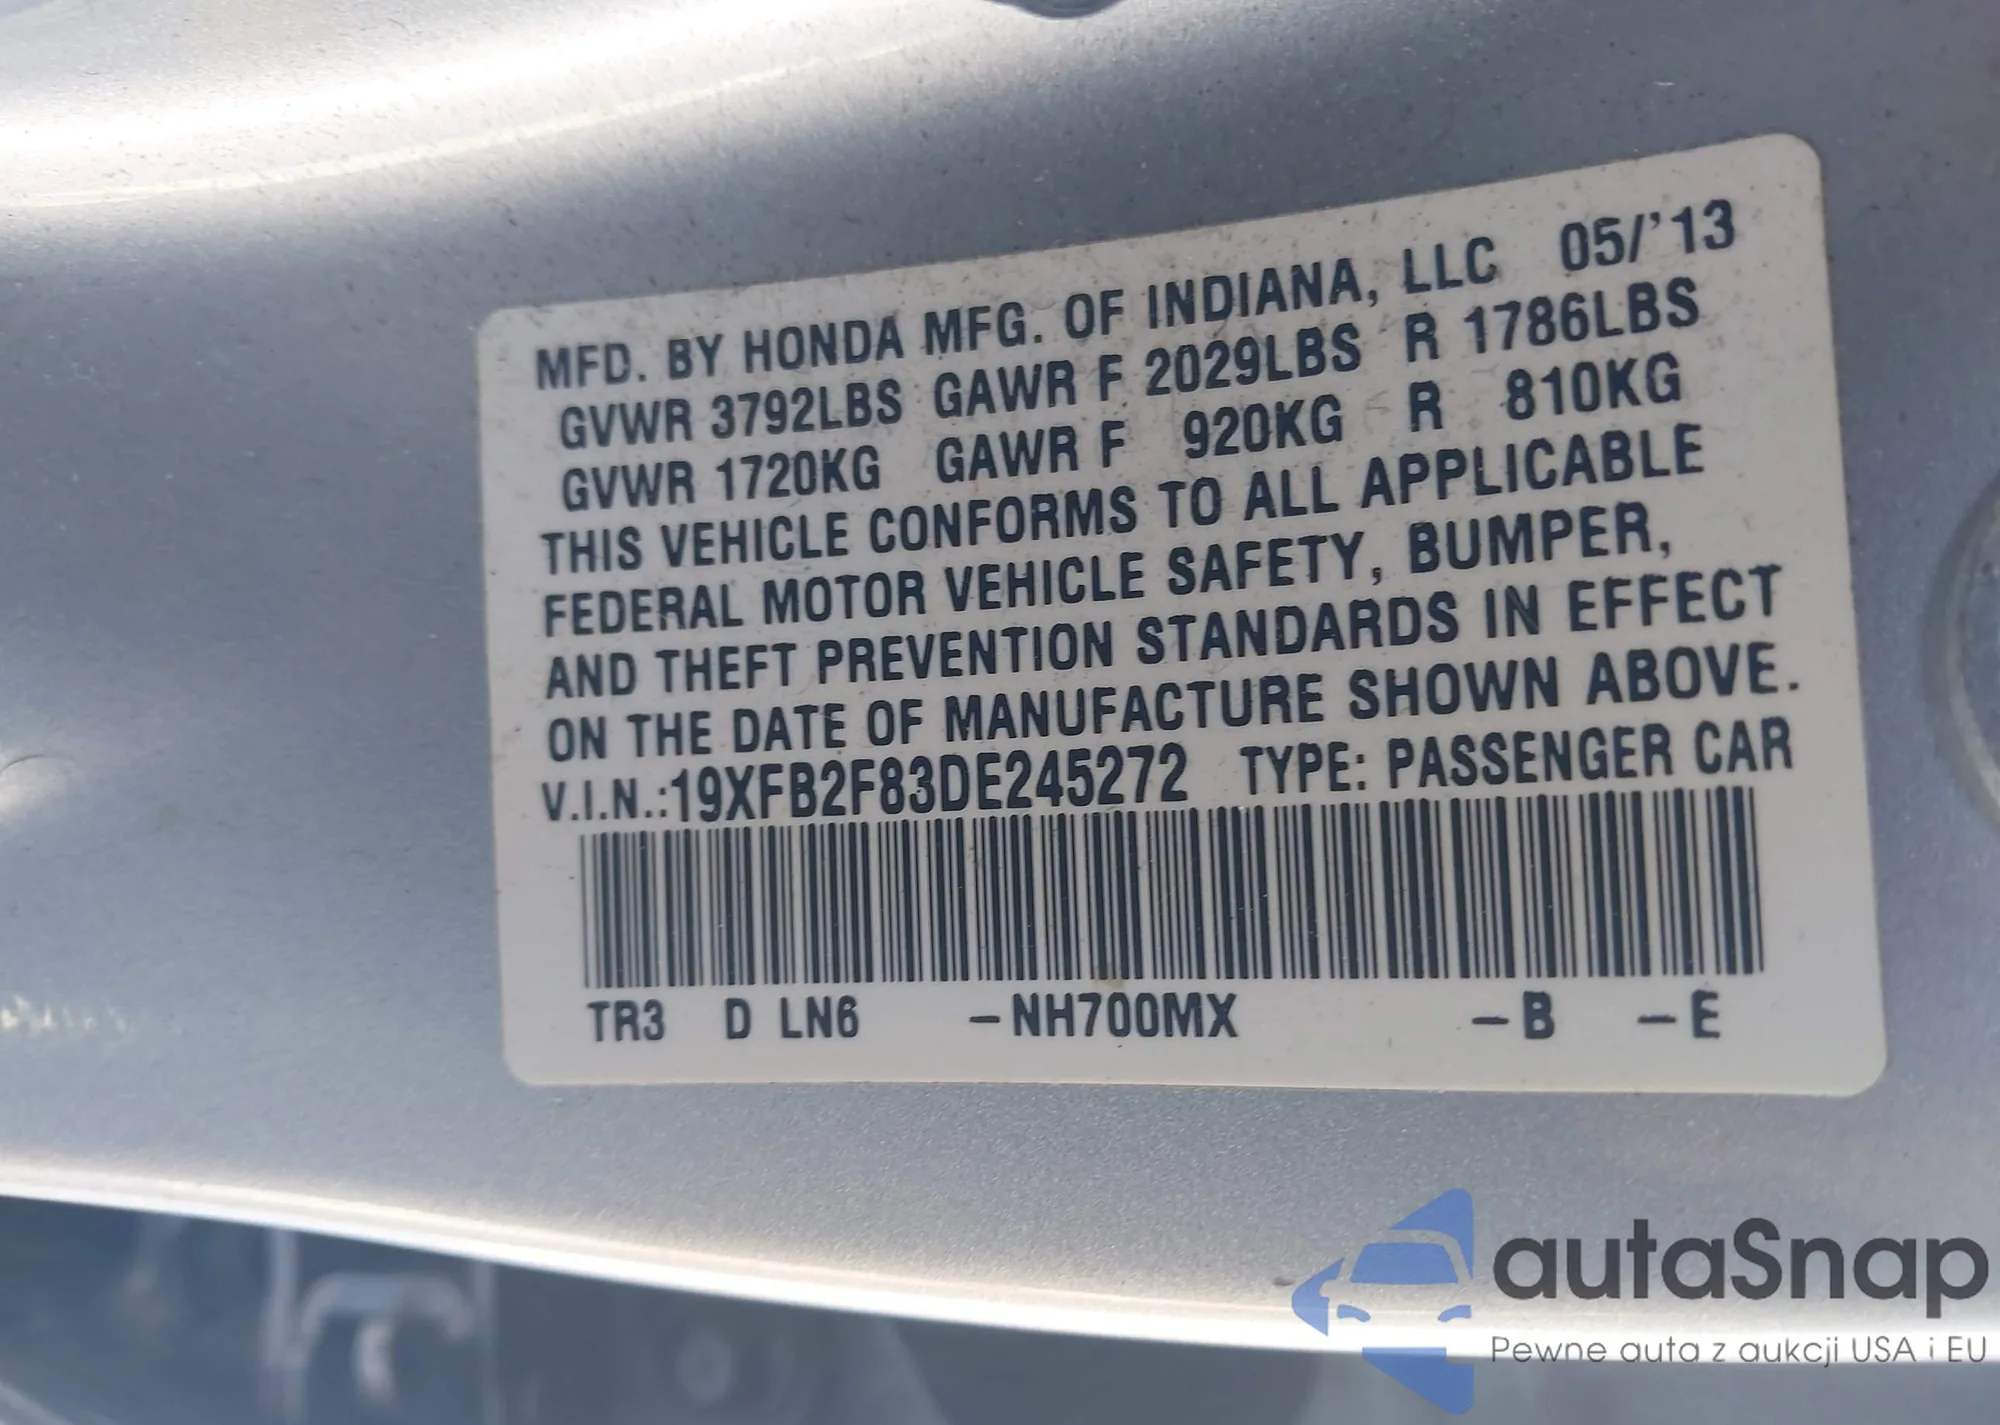 MFD. BY HONDA MFG. OF INDIANA, LLC 05/'13
GVWR 3792LBS GAWR F 2029LBS R 1786LBS
GVWR 1720KG GAWR F 920KG R 810KG
THIS VEHICLE CONFORMS TO ALL APPLICABLE
FEDERAL MOTOR VEHICLE SAFETY, BUMPER,
AND THEFT PREVENTION STANDARDS IN EFFECT
ON THE DATE OF MANUFACTURE SHOWN ABOVE.
V.I.N.:19XFB2F83DE245272 TYPE: PASSENGER CAR
TR3 D LN6 -NH700MX -B -E
autaSnap
Pewne auta z aukcji USA i EU